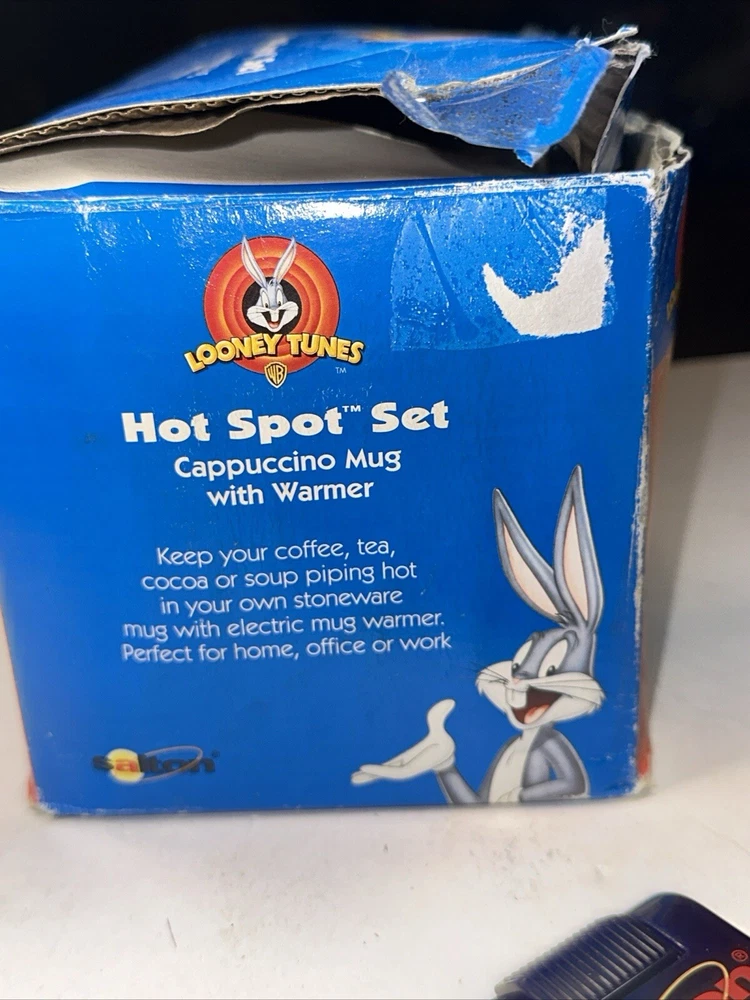 LOONEY TUNES
WB
TM
Hot Spot™ Set
Cappuccino Mug
with Warmer
Keep your coffee, tea,
cocoa or soup piping hot
in your own stoneware
mug with electric mug warmer.
Perfect for home, office or work
salton®